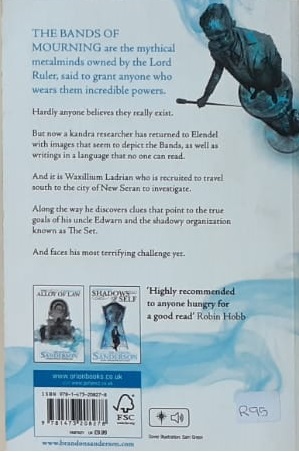 THE BANDS OF
MOURNING are the mythical
metalminds owned by the Lord
Ruler, said to grant anyone who
wears them incredible powers.
Hardly anyone believes they really exist.
But now a kandra researcher has returned to Elendel
with images that seem to depict the Bands, as well as
writings in a language that no one can read.
And it is Waxillium Ladrian who is recruited to travel
south to the city of New Seran to investigate.
Along the way he discovers clues that point to the true
goals of his uncle Edwarn and the shadowy organization
known as The Set.
And faces his most terrifying challenge yet.
ALLOY OF LAW
SANDERSON
SHADOWS
OF SELF
SANDERSON
'Highly recommended
to anyone hungry for
a good read' Robin Hobb
www.orionbooks.co.uk
ISBN 978-1-473-20827-8
9 781473 208278
£9.99
FSC
www.brandonsanderson.com
Cover illustration: Sam Green
R95